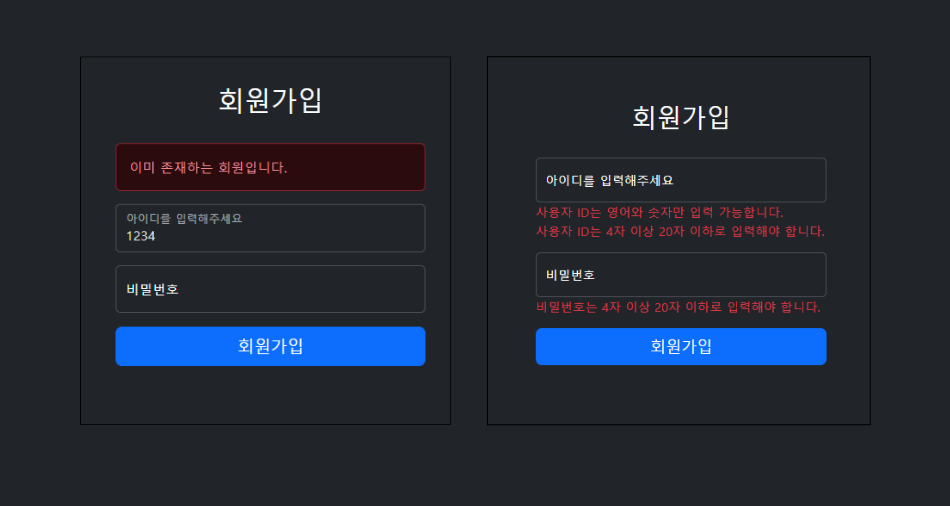 회원가입
이미 존재하는 회원입니다.
아이디를 입력해주세요
1234
비밀번호
회원가입
회원가입
아이디를 입력해주세요
사용자 ID는 영어와 숫자만 입력 가능합니다.
사용자 ID는 4자 이상 20자 이하로 입력해야 합니다.
비밀번호
비밀번호는 4자 이상 20자 이하로 입력해야 합니다.
회원가입